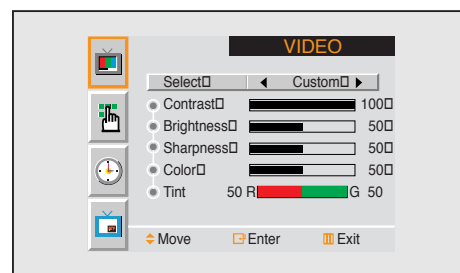 VIDEO
Select Custom
Contrast 100
Brightness 50
Sharpness 50
Color 50
Tint 50 R G 50
Move Enter Exit